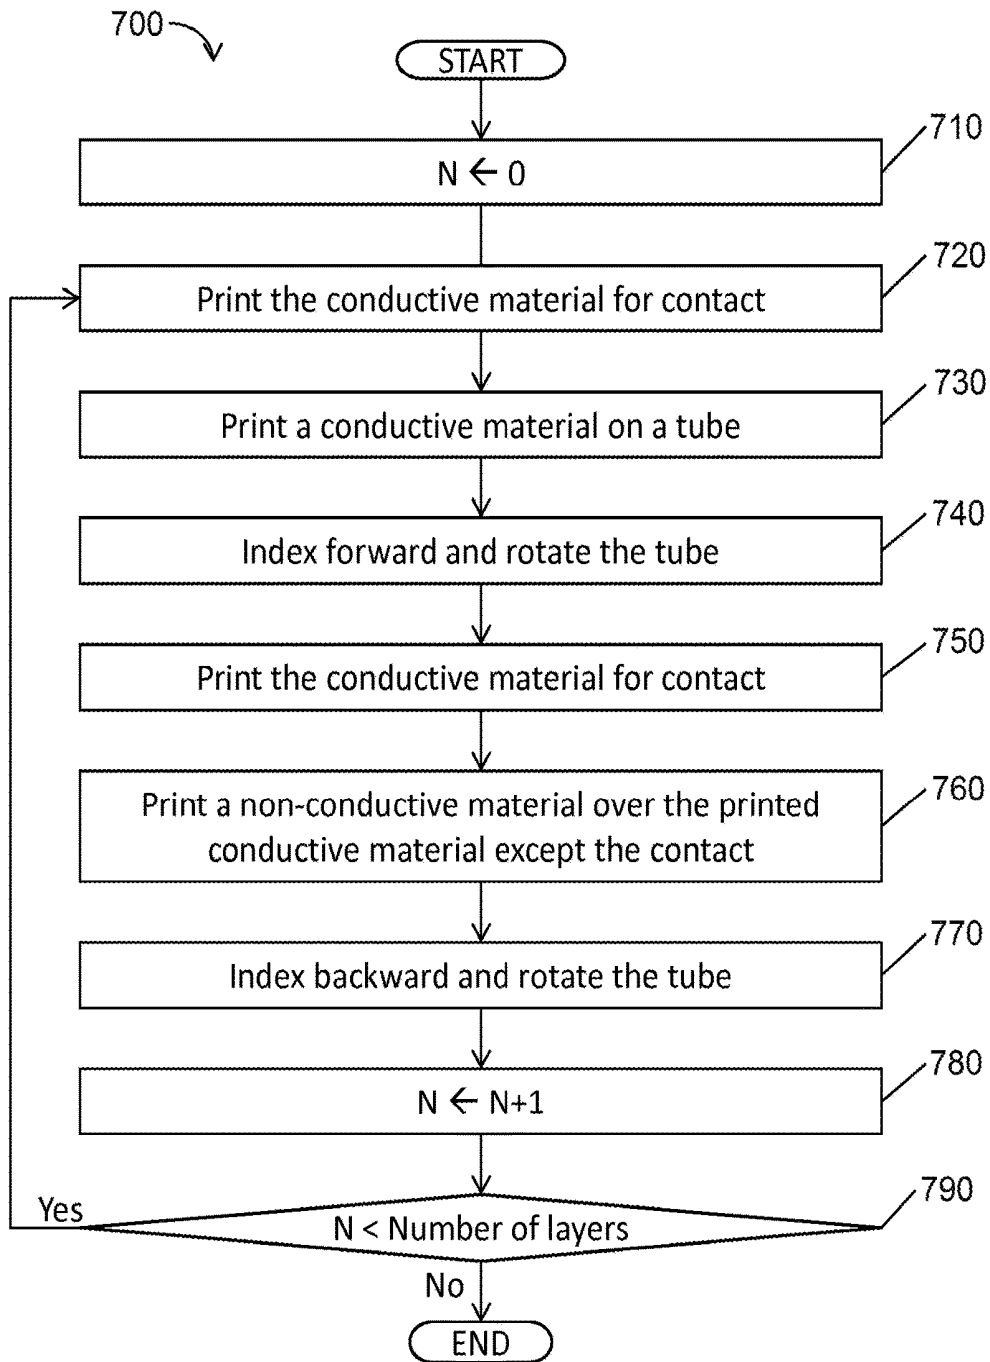 700
START
710
N ← 0
720
Print the conductive material for contact
730
Print a conductive material on a tube
740
Index forward and rotate the tube
750
Print the conductive material for contact
760
Print a non-conductive material over the printed
conductive material except the contact
770
Index backward and rotate the tube
780
N ← N+1
790
Yes
N < Number of layers
No
END